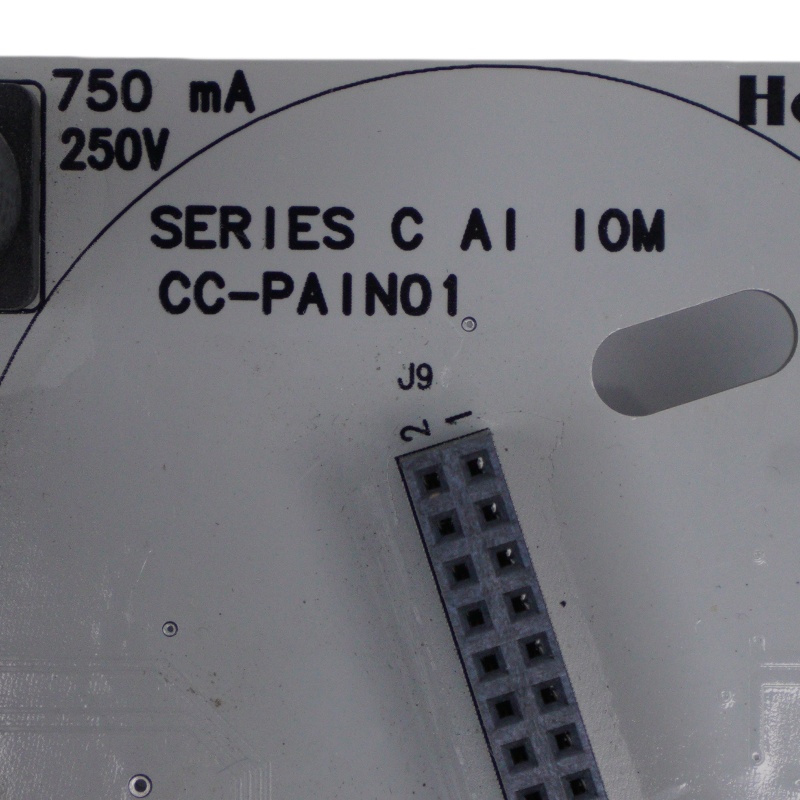 750 mA
250V
SERIES C AI IOM
CC-PAIN01
J9
2 1